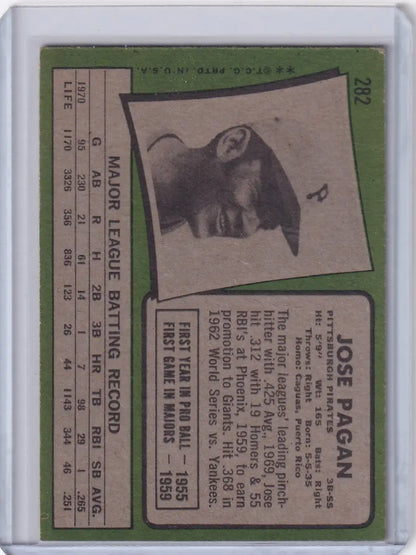 282
★★©T.C.G. PRTD. IN U.S.A.
P
JOSE PAGAN
PITTSBURGH PIRATES 3B-SS
Ht: 5'9" Wt: 165 Bats: Right
Throws: Right Born: 5-5-35
Home: Caguas, Puerto Rico
The major leagues' leading pinch-
hitter with .425 Avg., 1969, Jose
hit .312 with 19 Homers & 55
RBI's at Phoenix, 1959, to earn
promotion to Giants. Hit .368 in
1962 World Series vs. Yankees.
FIRST YEAR IN PRO BALL — 1955
FIRST GAME IN MAJORS — 1959
MAJOR LEAGUE BATTING RECORD
G AB R H 2B 3B HR TB RBI SB AVG.
1970 95 230 21 61 14 1 7 98 29 1 .265
LIFE 1170 3326 356 836 123 26 44 1143 344 46 .251